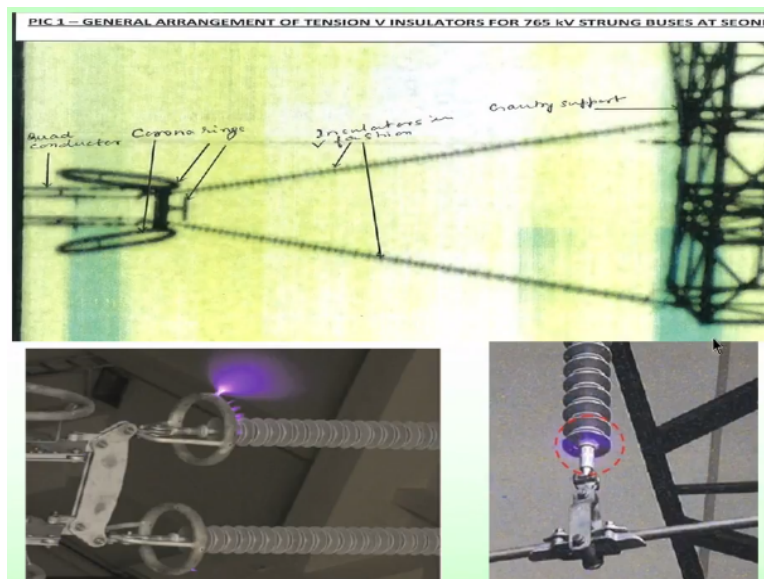 PIC 1 – GENERAL ARRANGEMENT OF TENSION V INSULATORS FOR 765 kV STRUNG BUSES AT SEONI
Quad
conductor
Corona rings
Insulators in
V fashion
Gantry support